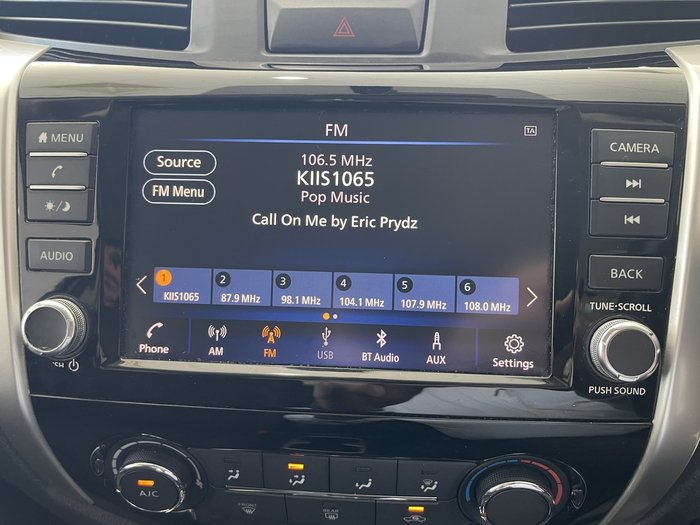 FM
TA
MENU
CAMERA
Source
106.5 MHz
KIIS1065
FM Menu
Pop Music
Call On Me by Eric Prydz
AUDIO
BACK
1 2 3 4 5 6
KIIS1065 87.9 MHz 98.1 MHz 104.1 MHz 107.9 MHz 108.0 MHz
TUNE·SCROLL
Phone AM FM USB BT Audio AUX Settings
PUSH SOUND
A/C
FRONT
REAR